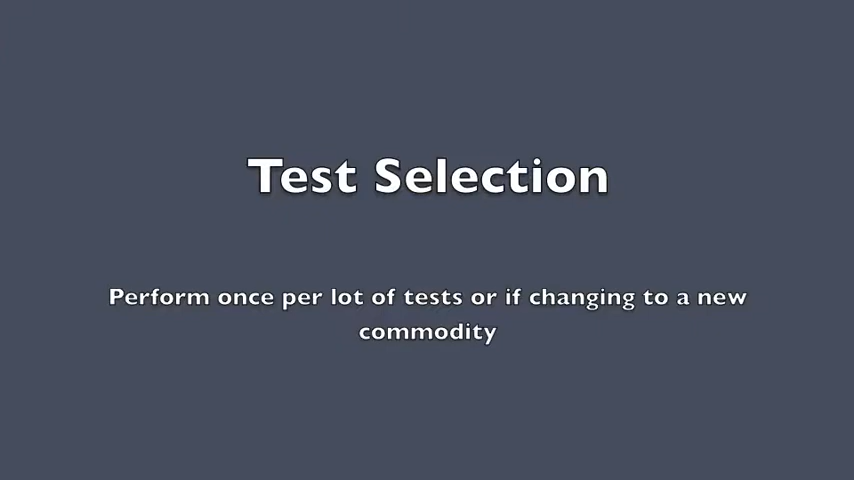 Test Selection
Perform once per lot of tests or if changing to a new
commodity